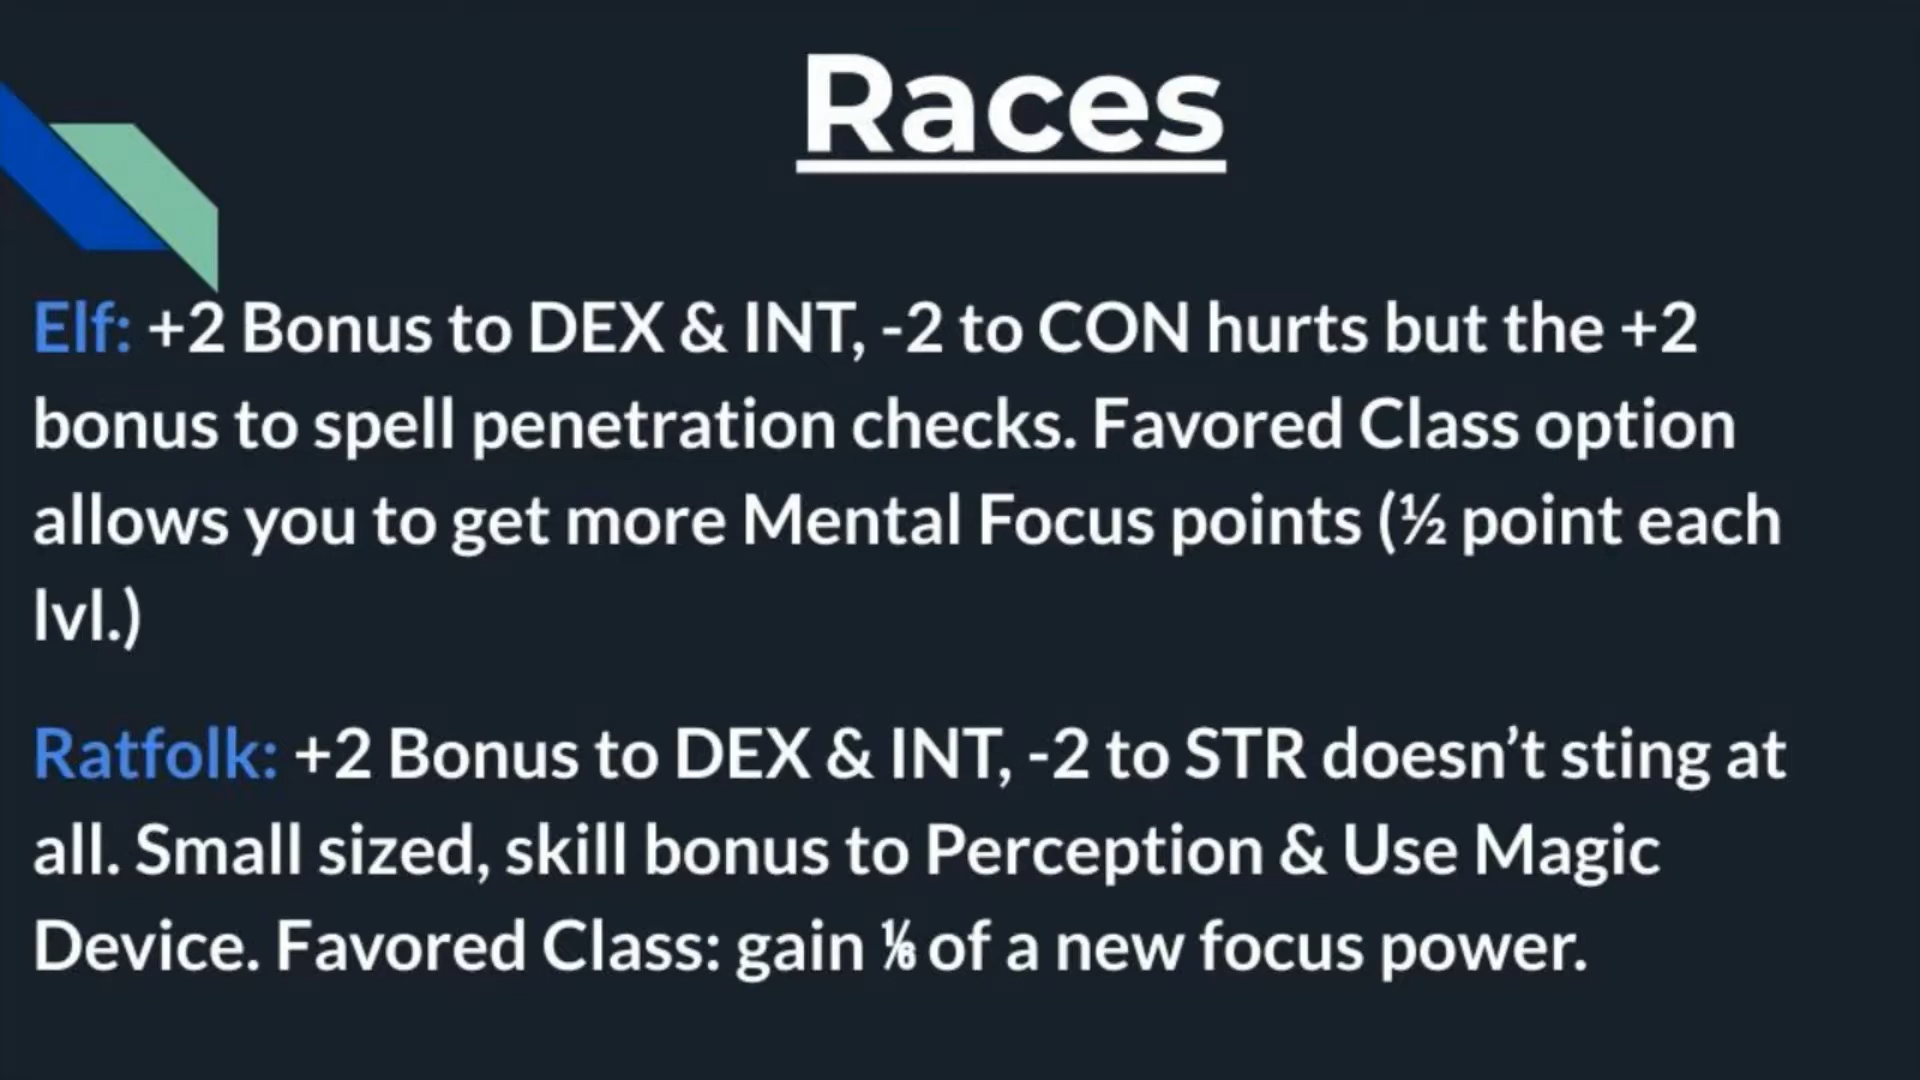 Races
Elf: +2 Bonus to DEX & INT, -2 to CON hurts but the +2
bonus to spell penetration checks. Favored Class option
allows you to get more Mental Focus points (½ point each
lvl.)
Ratfolk: +2 Bonus to DEX & INT, -2 to STR doesn’t sting at
all. Small sized, skill bonus to Perception & Use Magic
Device. Favored Class: gain ⅙ of a new focus power.